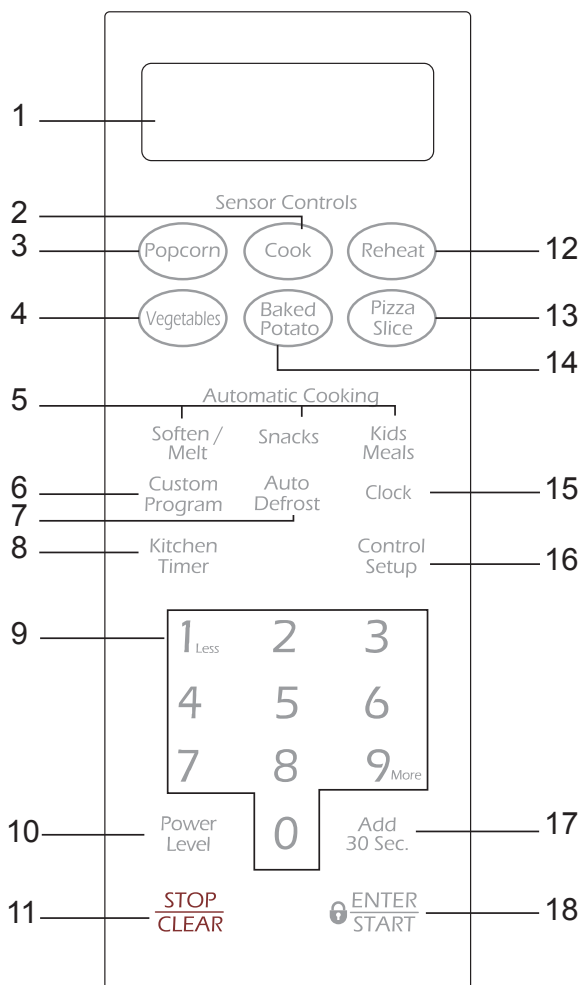 1
Sensor Controls
2
3
Popcorn
Cook
Reheat
12
4
Vegetables
Baked
Potato
Pizza
Slice
13
14
5
Automatic Cooking
Soften /
Melt
Snacks
Kids
Meals
6
Custom
Program
7
Auto
Defrost
Clock
15
8
Kitchen
Timer
Control
Setup
16
9
1 Less
2
3
4
5
6
7
8
9 More
10
Power
Level
0
Add
30 Sec.
17
11
STOP
CLEAR
ENTER
START
18